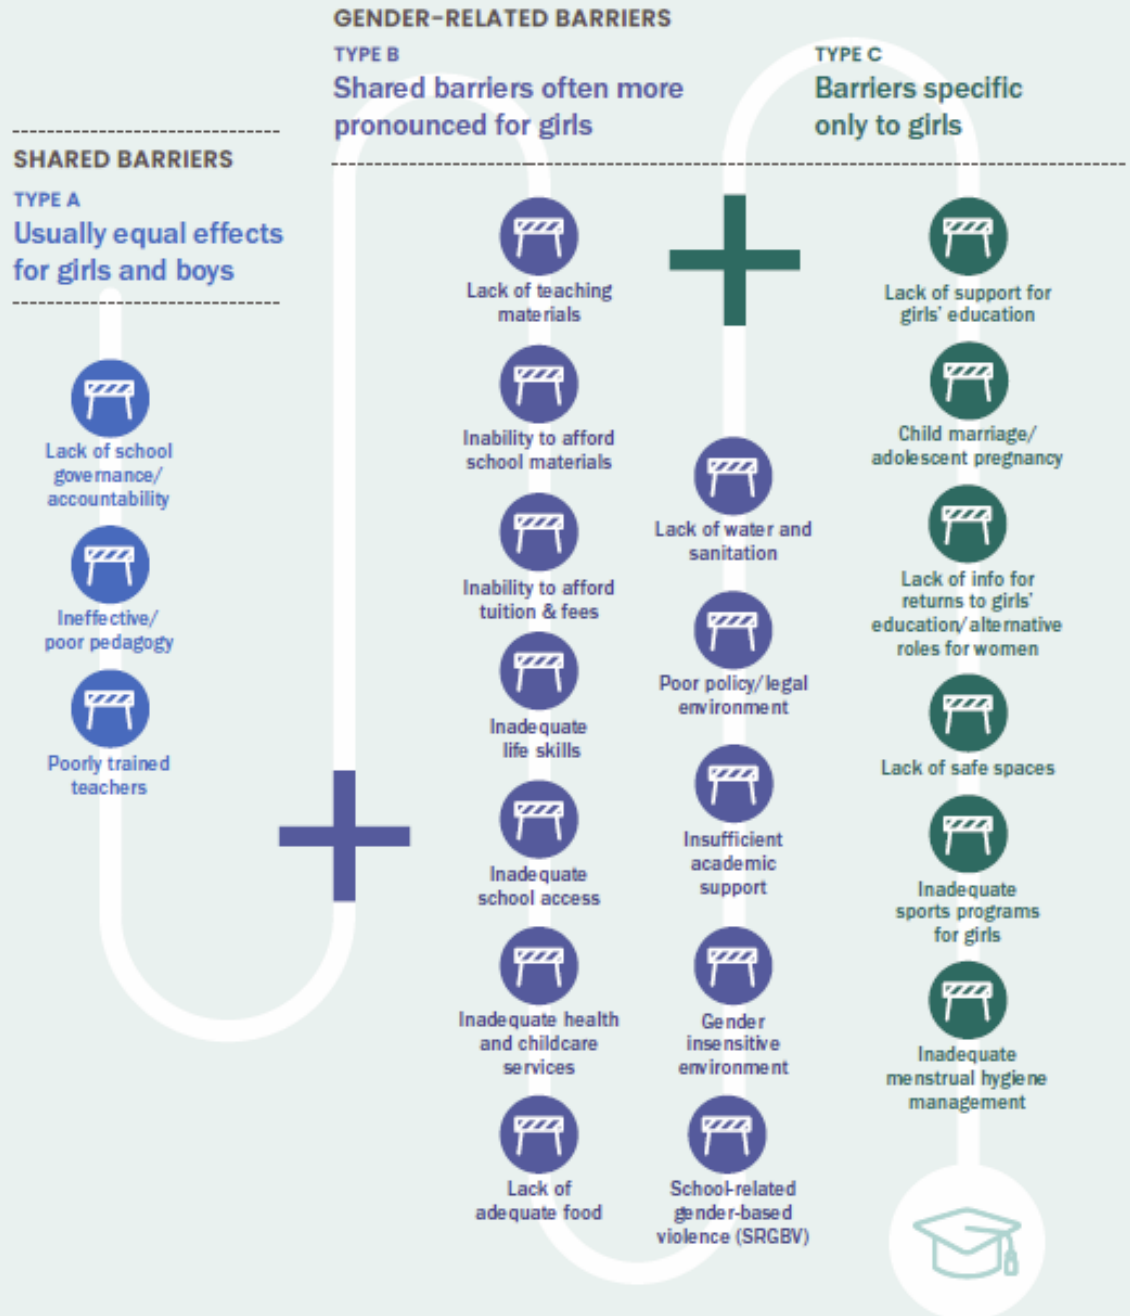 GENDER-RELATED BARRIERS
TYPE B
Shared barriers often more
pronounced for girls
TYPE C
Barriers specific
only to girls
SHARED BARRIERS
TYPE A
Usually equal effects
for girls and boys
Lack of school
governance/
accountability
Ineffective/
poor pedagogy
Poorly trained
teachers
Lack of teaching
materials
Inability to afford
school materials
Inability to afford
tuition & fees
Inadequate
life skills
Inadequate
school access
Inadequate health
and childcare
services
Lack of
adequate food
Lack of water and
sanitation
Poor policy/legal
environment
Insufficient
academic
support
Gender
insensitive
environment
School-related
gender-based
violence (SRGBV)
Lack of support for
girls' education
Child marriage/
adolescent pregnancy
Lack of info for
returns to girls'
education/alternative
roles for women
Lack of safe spaces
Inadequate
sports programs
for girls
Inadequate
menstrual hygiene
management